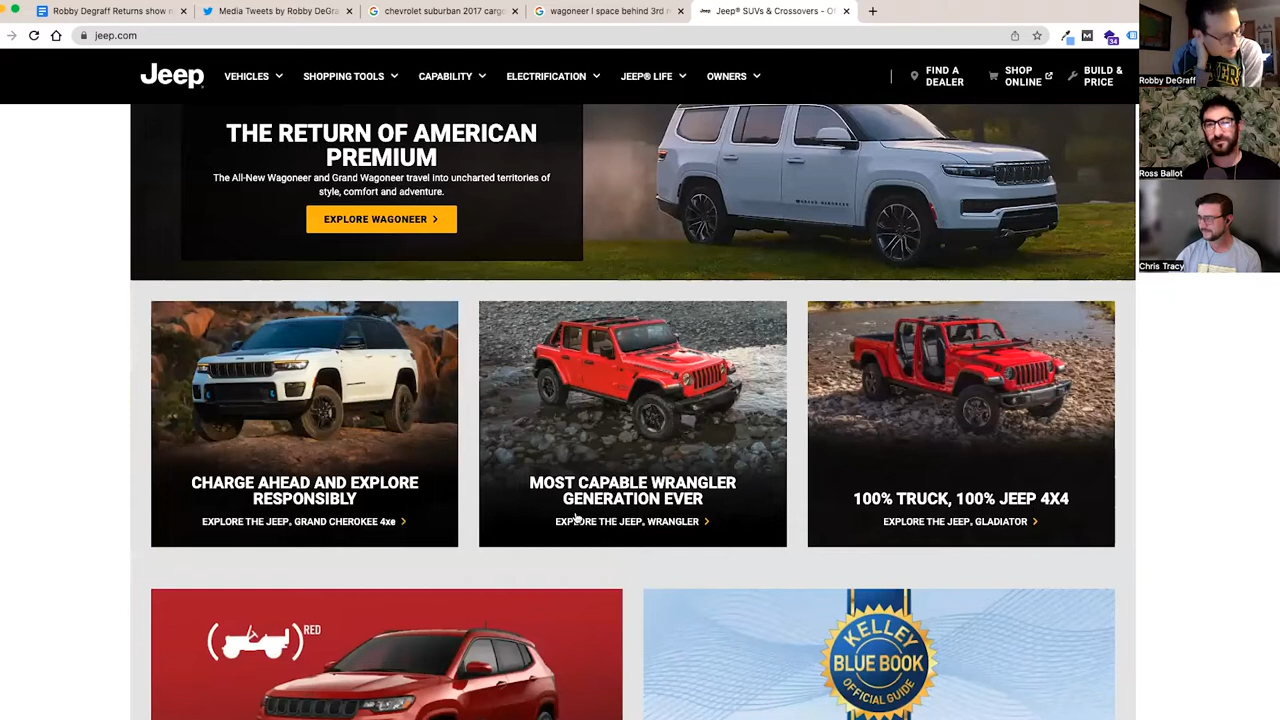 Robby Degraff Returns show n
Media Tweets by Robby DeGra
chevrolet suburban 2017 cargo
wagoneer l space behind 3rd r
Jeep® SUVs & Crossovers - O
jeep.com
34
Jeep
VEHICLES
SHOPPING TOOLS
CAPABILITY
ELECTRIFICATION
JEEP® LIFE
OWNERS
FIND A
DEALER
SHOP
ONLINE
BUILD &
PRICE
THE RETURN OF AMERICAN
PREMIUM
The All-New Wagoneer and Grand Wagoneer travel Into uncharted territories of
style, comfort and adventure.
EXPLORE WAGONEER
CHARGE AHEAD AND EXPLORE
RESPONSIBLY
EXPLORE THE JEEP® GRAND CHEROKEE 4xe
MOST CAPABLE WRANGLER
GENERATION EVER
EXPLORE THE JEEP® WRANGLER
100% TRUCK, 100% JEEP 4X4
EXPLORE THE JEEP® GLADIATOR
RED
KELLEY
BLUE BOOK
OFFICIAL GUIDE
Robby DeGraff
Ross Ballot
Chris Tracy